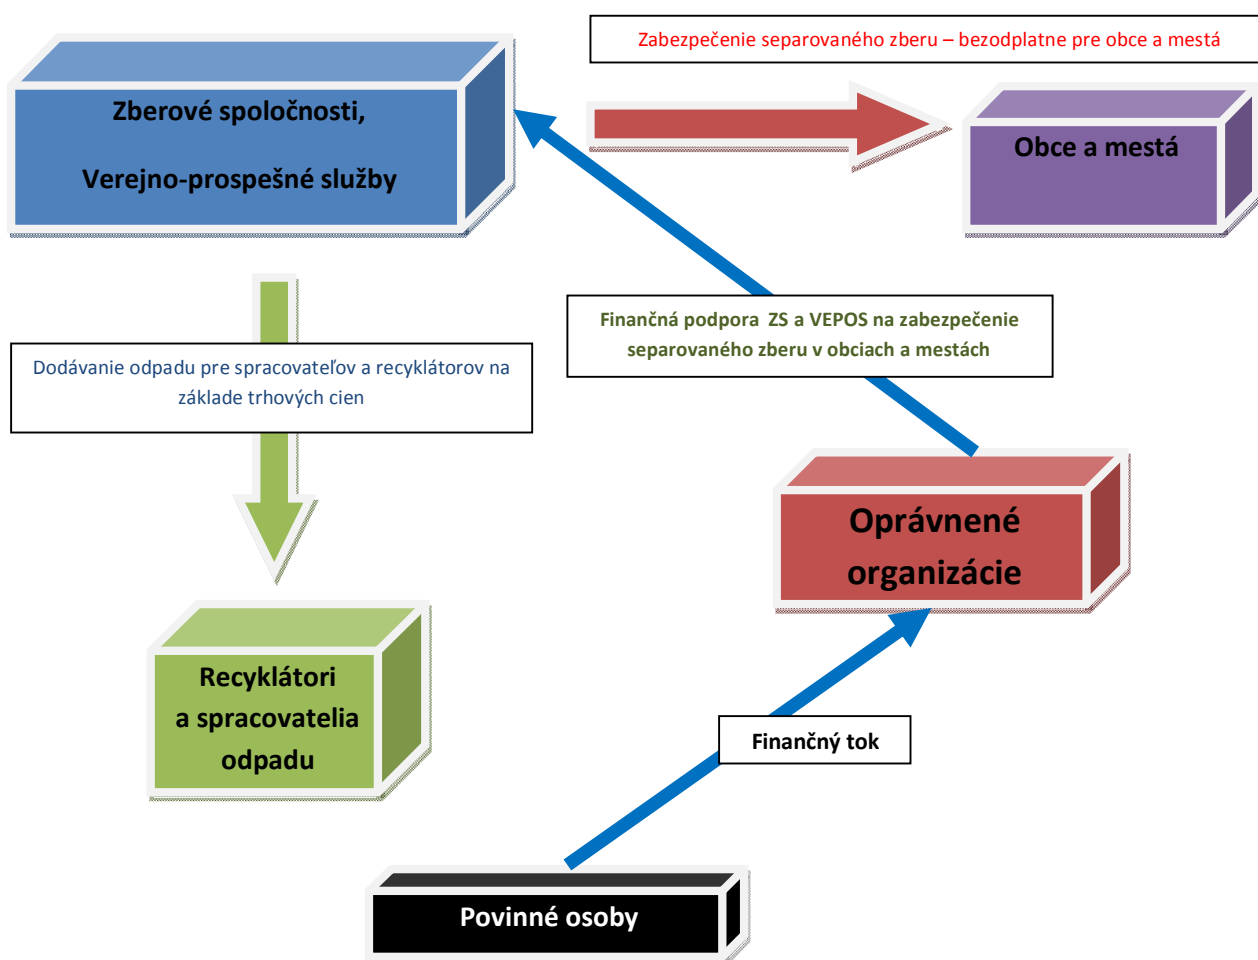 Zabezpečenie separovaného zberu – bezodplatne pre obce a mestá
Zberové spoločnosti,
Verejno-prospešné služby
Obce a mestá
Finančná podpora ZS a VEPOS na zabezpečenie
separovaného zberu v obciach a mestách
Dodávanie odpadu pre spracovateľov a recyklátorov na
základe trhových cien
Oprávnené
organizácie
Recyklátori
a spracovatelia
odpadu
Finančný tok
Povinné osoby